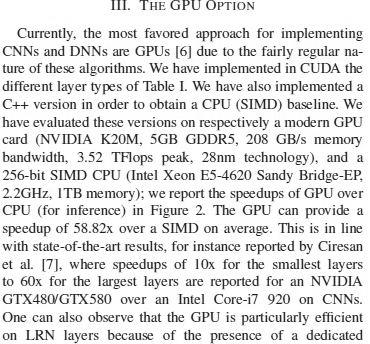 III. THE GPU OPTION
Currently, the most favored approach for implementing
CNNs and DNNs are GPUs [6] due to the fairly regular na-
ture of these algorithms. We have implemented in CUDA the
different layer types of Table I. We have also implemented a
C++ version in order to obtain a CPU (SIMD) baseline. We
have evaluated these versions on respectively a modern GPU
card (NVIDIA K20M, 5GB GDDR5, 208 GB/s memory
bandwidth, 3.52 TFlops peak, 28nm technology), and a
256-bit SIMD CPU (Intel Xeon E5-4620 Sandy Bridge-EP,
2.2GHz, 1TB memory); we report the speedups of GPU over
CPU (for inference) in Figure 2. The GPU can provide a
speedup of 58.82x over a SIMD on average. This is in line
with state-of-the-art results, for instance reported by Ciresan
et al. [7], where speedups of 10x for the smallest layers
to 60x for the largest layers are reported for an NVIDIA
GTX480/GTX580 over an Intel Core-i7 920 on CNNs.
One can also observe that the GPU is particularly efficient
on LRN layers because of the presence of a dedicated